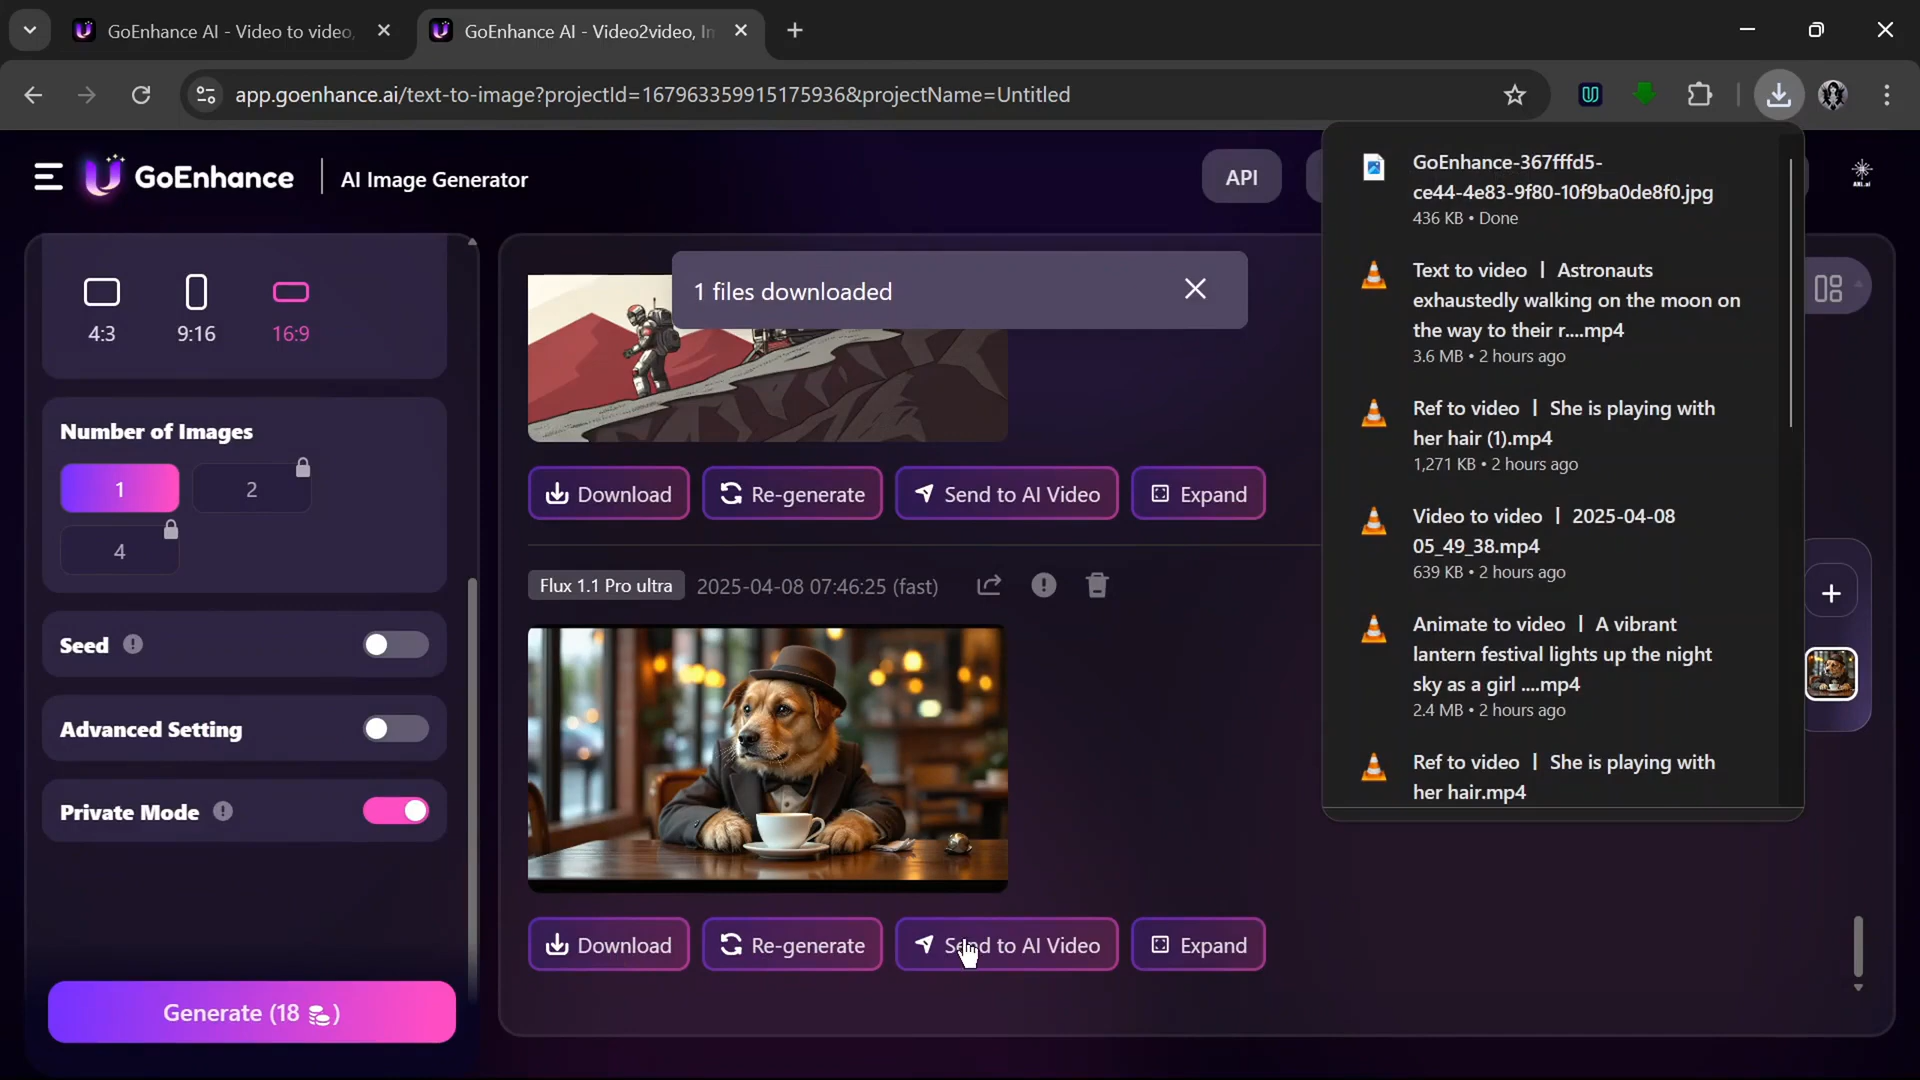 GoEnhance AI - Video to video,
GoEnhance AI - Video2video, I
app.goenhance.ai/text-to-image?projectId=167963359915175936&projectName=Untitled
GoEnhance
AI Image Generator
API
4:3
9:16
16:9
Number of Images
1
2
4
Seed
Advanced Setting
Private Mode
Generate (18 )
1 files downloaded
Download
Re-generate
Send to AI Video
Expand
Flux 1.1 Pro ultra
2025-04-08 07:46:25 (fast)
Download
Re-generate
Send to AI Video
Expand
GoEnhance-367fffd5-
ce44-4e83-9f80-10f9ba0de8f0.jpg
436 KB • Done
Text to video | Astronauts
exhaustedly walking on the moon on
the way to their r....mp4
3.6 MB • 2 hours ago
Ref to video | She is playing with
her hair (1).mp4
1,271 KB • 2 hours ago
Video to video | 2025-04-08
05_49_38.mp4
639 KB • 2 hours ago
Animate to video | A vibrant
lantern festival lights up the night
sky as a girl ....mp4
2.4 MB • 2 hours ago
Ref to video | She is playing with
her hair.mp4